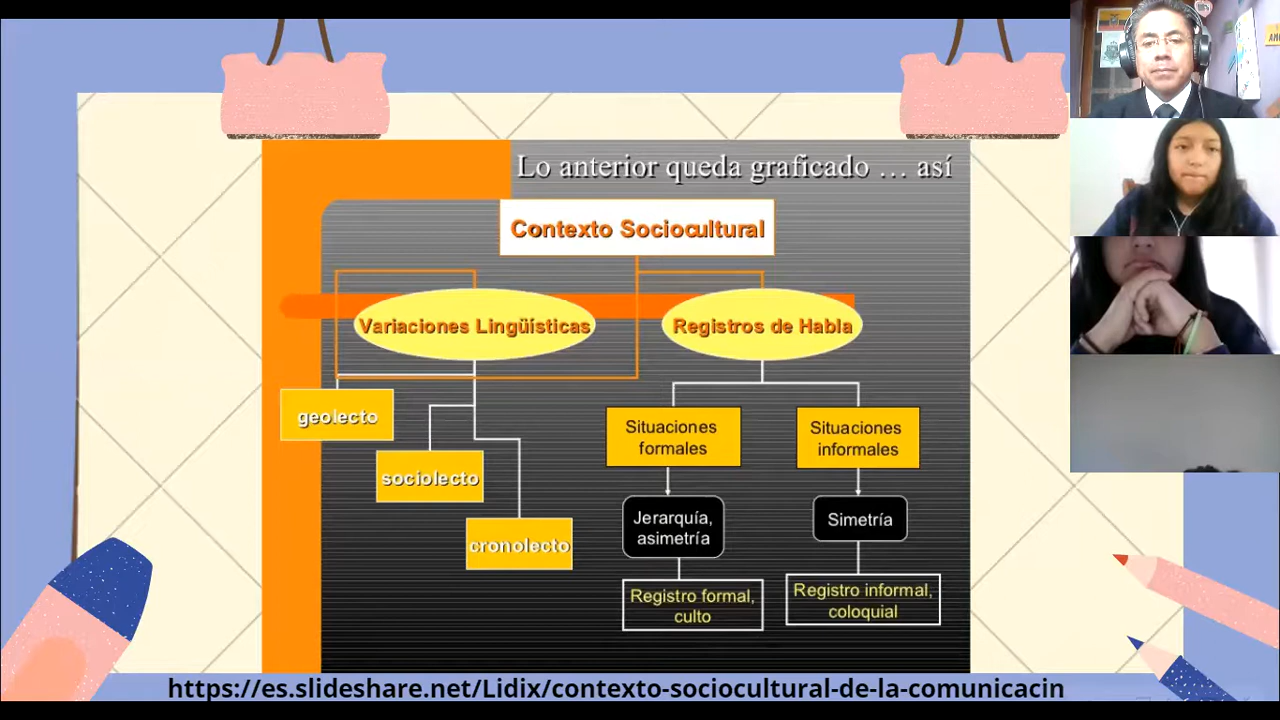 Lo anterior queda graficado … así
Contexto Sociocultural
Variaciones Lingüísticas
Registros de Habla
geolecto
sociolecto
cronolecto
Situaciones
formales
Situaciones
informales
Jerarquía,
asimetría
Simetría
Registro formal,
culto
Registro informal,
coloquial
https://es.slideshare.net/Lidix/contexto-sociocultural-de-la-comunicacin